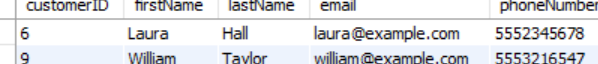 customerID firstName lastName email phoneNumber
6 Laura Hall laura@example.com 5552345678
9 William Taylor william@example.com 5553216547